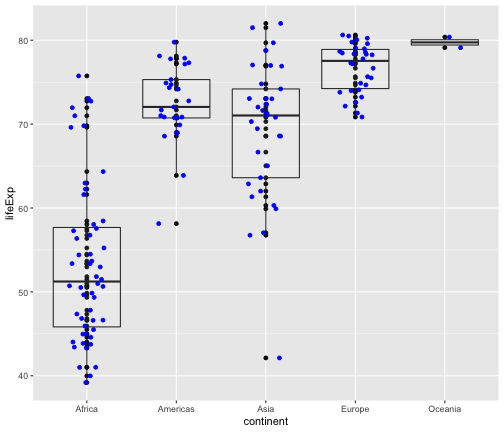 lifeExp
80
70
60
50
40
Africa
Americas
Asia
Europe
Oceania
continent